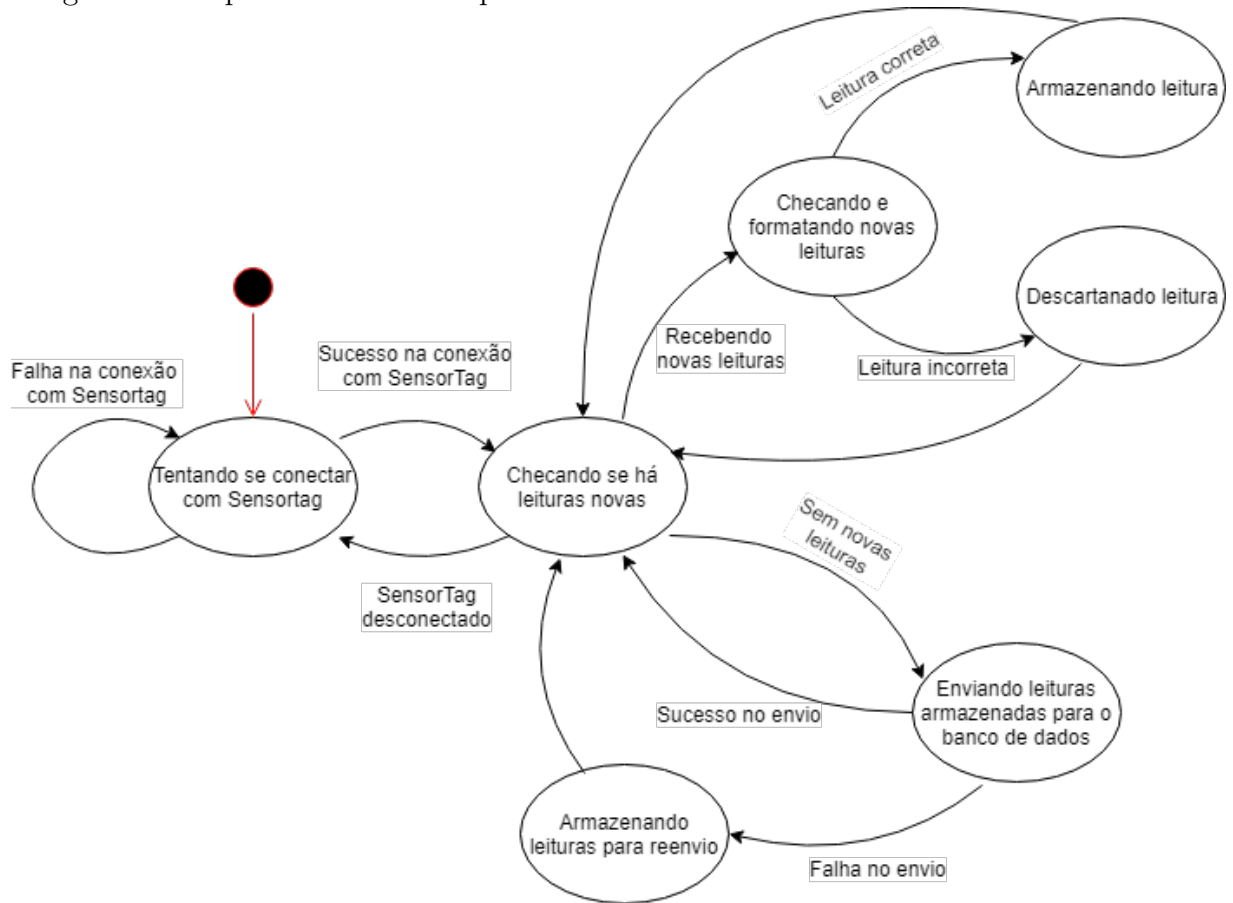 Leitura correta
Armazenando leitura
Checando e
formatando novas
leituras
Descartanado leitura
Recebendo
novas leituras
Leitura incorreta
Sucesso na conexão
com SensorTag
Falha na conexão
com Sensortag
Tentando se conectar
com Sensortag
Checando se há
leituras novas
Sem novas
leituras
SensorTag
desconectado
Enviando leituras
armazenadas para o
banco de dados
Sucesso no envio
Armazenando
leituras para reenvio
Falha no envio